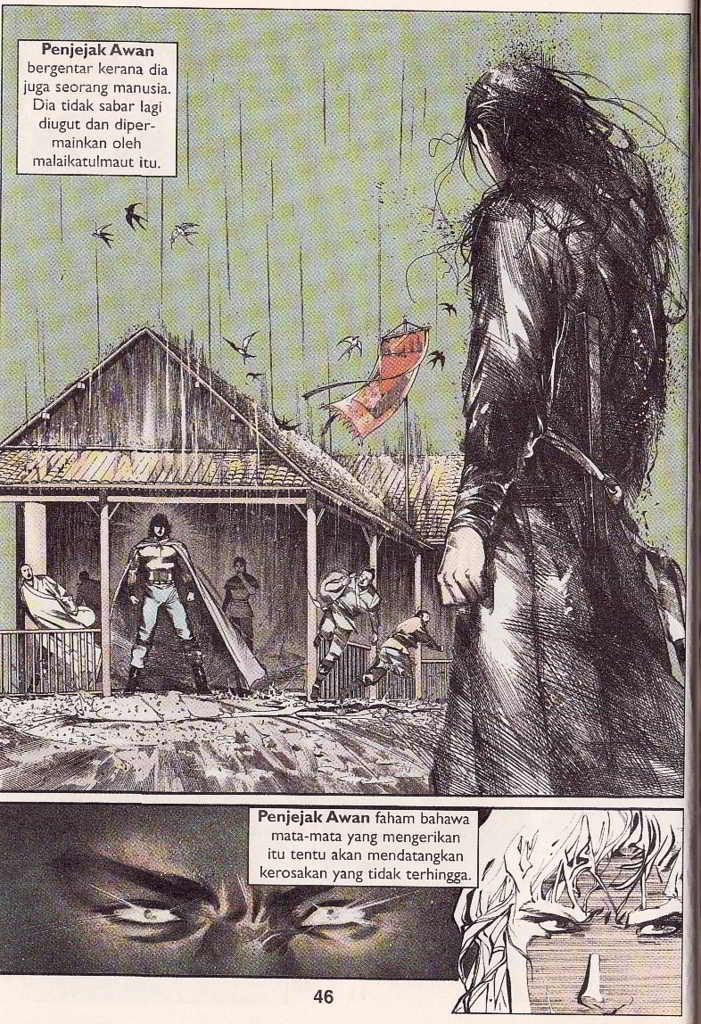 Penjejak Awan
bergentar kerana dia
juga seorang manusia.
Dia tidak sabar lagi
diugut dan diper-
mainkan oleh
malaikatulmaut itu.
Penjejak Awan faham bahawa
mata-mata yang mengerikan
itu tentu akan mendatangkan
kerosakan yang tidak terhingga.
46